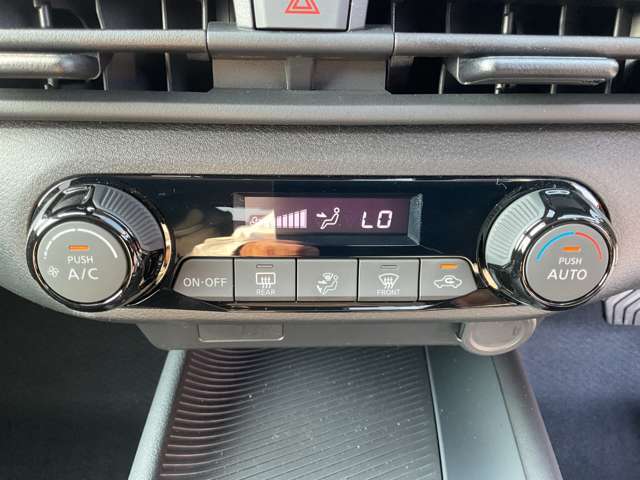 LO
PUSH
A/C
ON·OFF
REAR
FRONT
PUSH
AUTO